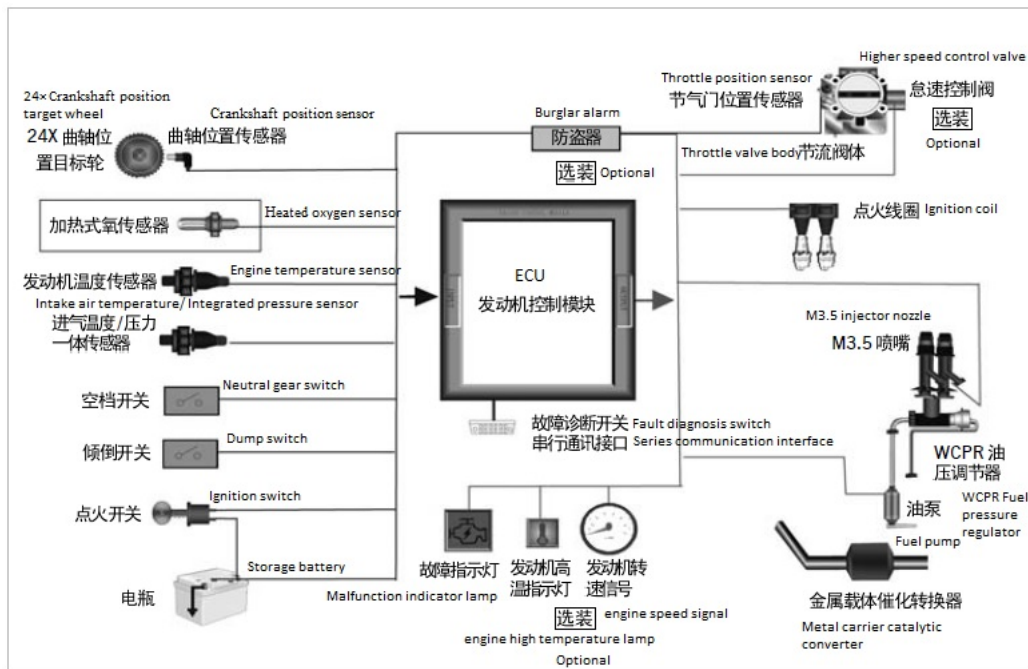 Higher speed control valve
Throttle position sensor
节气门位置传感器
怠速控制阀
选装
Optional
24× Crankshaft position
target wheel
Crankshaft position sensor
24X 曲轴位
置目标轮
曲轴位置传感器
Burglar alarm
防盗器
选装 Optional
Throttle valve body 节流阀体
加热式氧传感器
Heated oxygen sensor
点火线圈 Ignition coil
发动机温度传感器
Engine temperature sensor
Intake air temperature/ Integrated pressure sensor
进气温度/压力
一体传感器
ECU
发动机控制模块
M3.5 injector nozzle
M3.5 喷嘴
空档开关
Neutral gear switch
倾倒开关
Dump switch
故障诊断开关 Fault diagnosis switch
串行通讯接口 Series communication interface
WCPR 油
压调节器
WCPR Fuel
pressure
regulator
油泵
Fuel pump
点火开关
Ignition switch
Storage battery
电瓶
故障指示灯
Malfunction indicator lamp
发动机高
温指示灯
发动机转
速信号
选装
engine speed signal
engine high temperature lamp
Optional
金属载体催化转换器
Metal carrier catalytic
converter